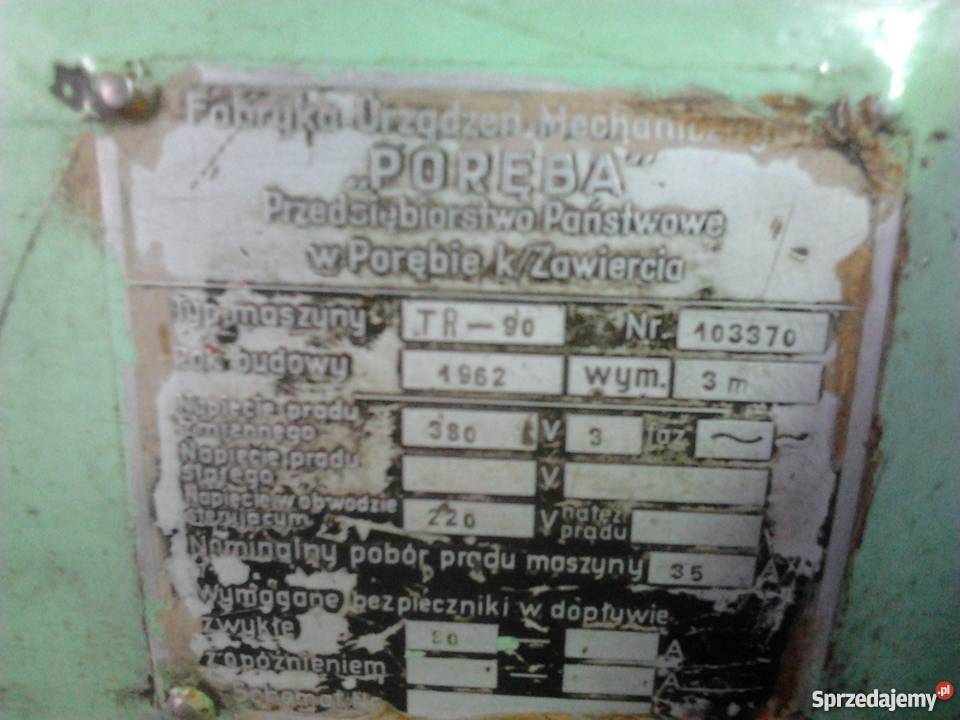 Fabryka Urządzeń Mechanicznych
„PORĘBA”
Przedsiębiorstwo Państwowe
w Porębie k/Zawiercia
Typ maszyny TR-90 Nr. 103370
Rok budowy 1962 wym. 3 m
Napięcie prądu zmiennego 380 V 3 faz ~
Napięcie prądu stałego V
Napięcie w obwodzie sterującym 220 V natęż. prądu
Nominalny pobór prądu maszyny 35 A
Wymagane bezpieczniki w dopływie
zwykłe 80 A
z opóźnieniem A
Schemat
Sprzedajemy.pl